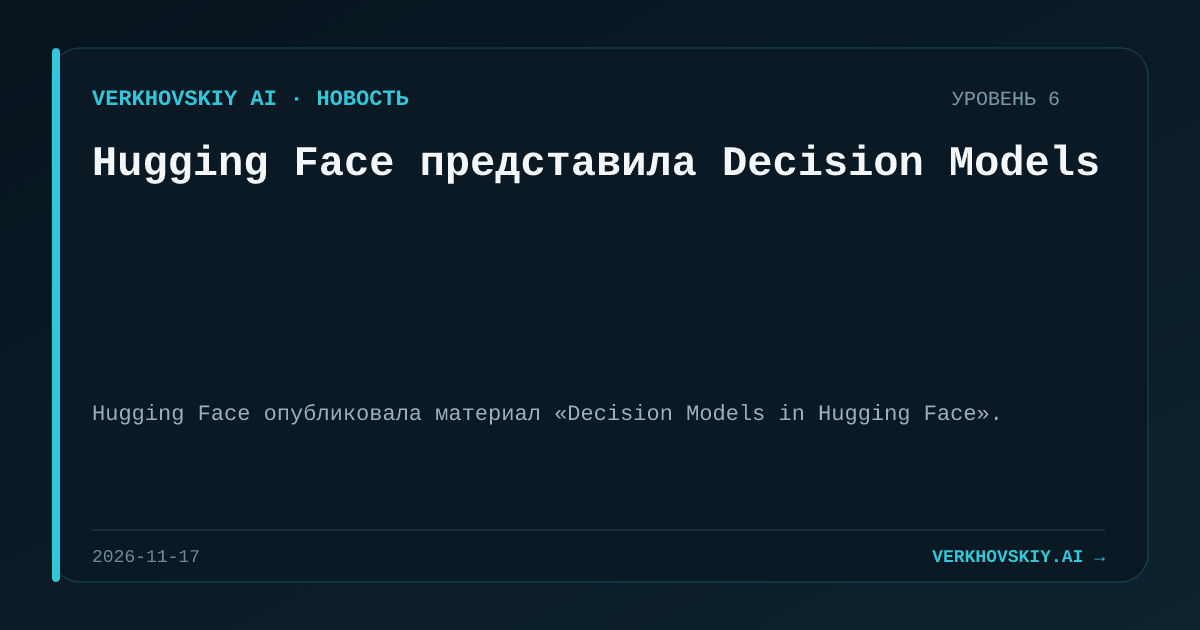 VERKHOVSKIY AI · НОВОСТЬ
УРОВЕНЬ 6
Hugging Face представила Decision Models
Hugging Face опубликовала материал «Decision Models in Hugging Face».
2026-11-17
VERKHOVSKIY.AI →